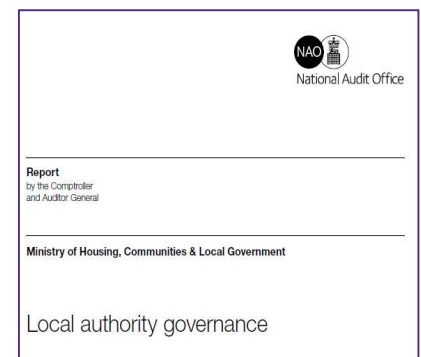 NAO
National Audit Office
Report
by the Comptroller
and Auditor General
Ministry of Housing, Communities & Local Government
Local authority governance